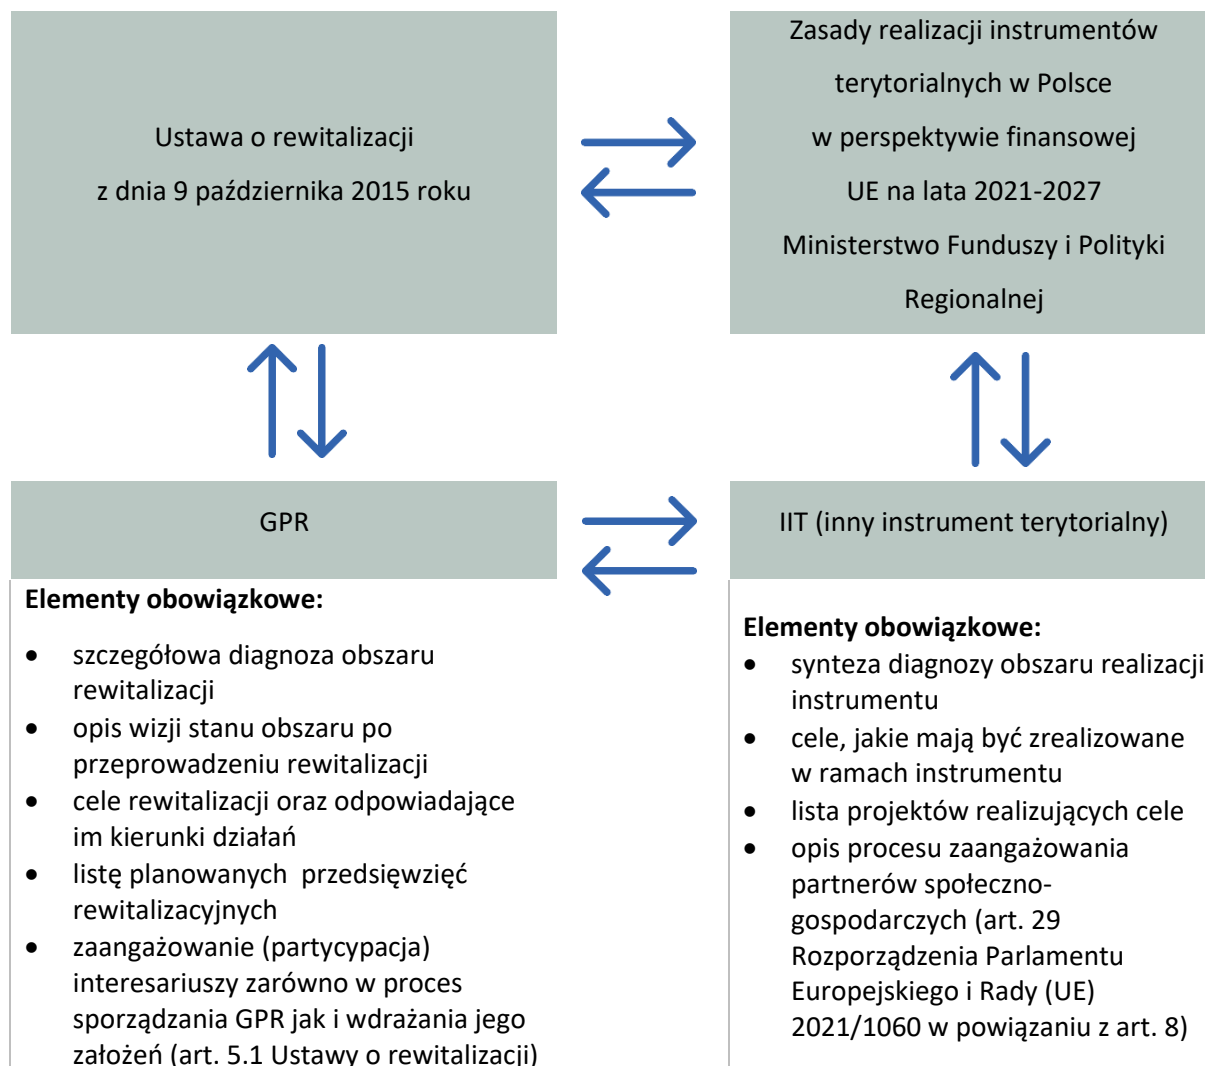 Ustawa o rewitalizacji
z dnia 9 października 2015 roku
Zasady realizacji instrumentów
terytorialnych w Polsce
w perspektywie finansowej
UE na lata 2021-2027
Ministerstwo Funduszy i Polityki
Regionalnej
GPR
IIT (inny instrument terytorialny)
Elementy obowiązkowe:
• szczegółowa diagnoza obszaru
rewitalizacji
• opis wizji stanu obszaru po
przeprowadzeniu rewitalizacji
• cele rewitalizacji oraz odpowiadające
im kierunki działań
• listę planowanych przedsięwzięć
rewitalizacyjnych
• zaangażowanie (partycypacja)
interesariuszy zarówno w proces
sporządzania GPR jak i wdrażania jego
założeń (art. 5.1 Ustawy o rewitalizacji)
Elementy obowiązkowe:
• synteza diagnozy obszaru realizacji
instrumentu
• cele, jakie mają być zrealizowane
w ramach instrumentu
• lista projektów realizujących cele
• opis procesu zaangażowania
partnerów społeczno-
gospodarczych (art. 29
Rozporządzenia Parlamentu
Europejskiego i Rady (UE)
2021/1060 w powiązaniu z art. 8)